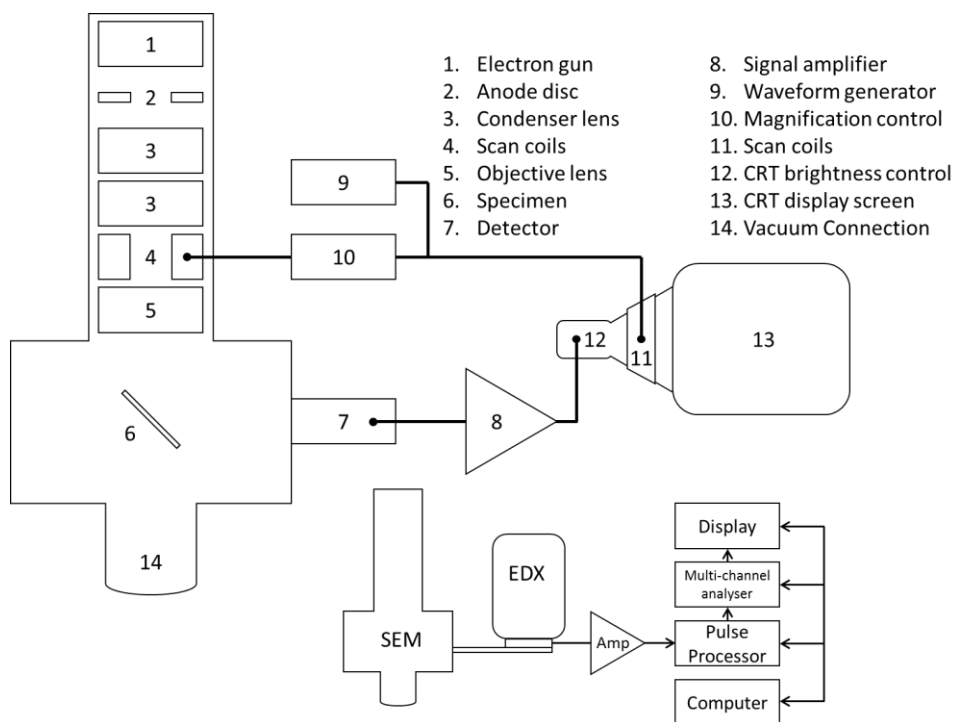 1
2
3
3
4
5
6
7
8
9
10
11
12
13
14
1. Electron gun
2. Anode disc
3. Condenser lens
4. Scan coils
5. Objective lens
6. Specimen
7. Detector
8. Signal amplifier
9. Waveform generator
10. Magnification control
11. Scan coils
12. CRT brightness control
13. CRT display screen
14. Vacuum Connection
SEM
EDX
Amp
Display
Multi-channel
analyser
Pulse
Processor
Computer